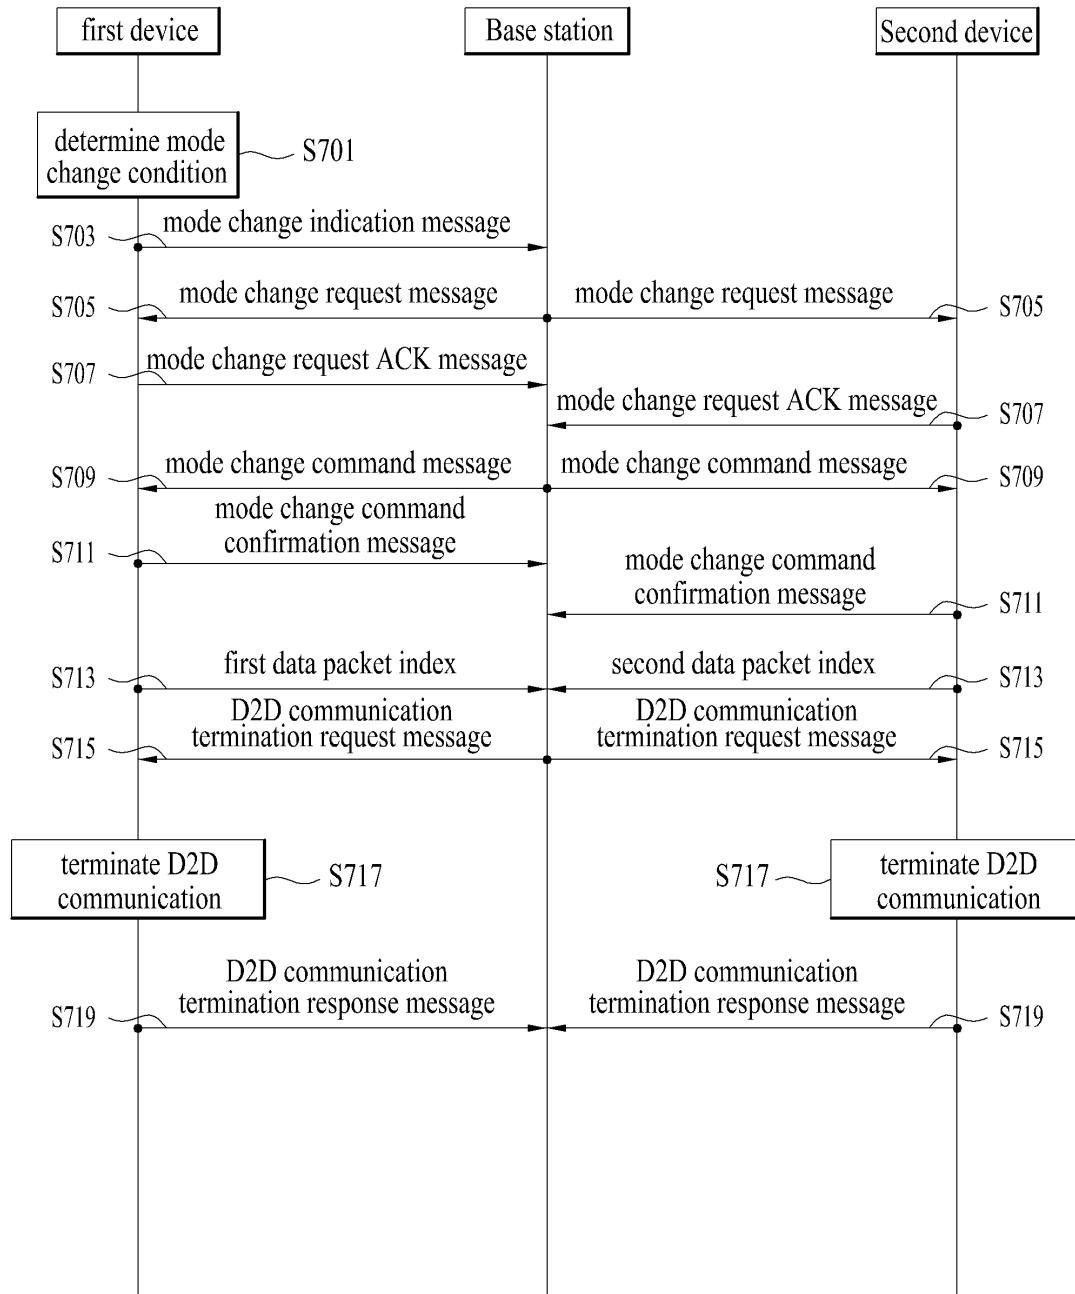 first device
Base station
Second device
determine mode
change condition
S701
S703
mode change indication message
S705
mode change request message
mode change request message
S705
S707
mode change request ACK message
mode change request ACK message
S707
S709
mode change command message
mode change command message
S709
S711
mode change command
confirmation message
mode change command
confirmation message
S711
S713
first data packet index
second data packet index
S713
S715
D2D communication
termination request message
D2D communication
termination request message
S715
terminate D2D
communication
S717
S717
terminate D2D
communication
S719
D2D communication
termination response message
D2D communication
termination response message
S719